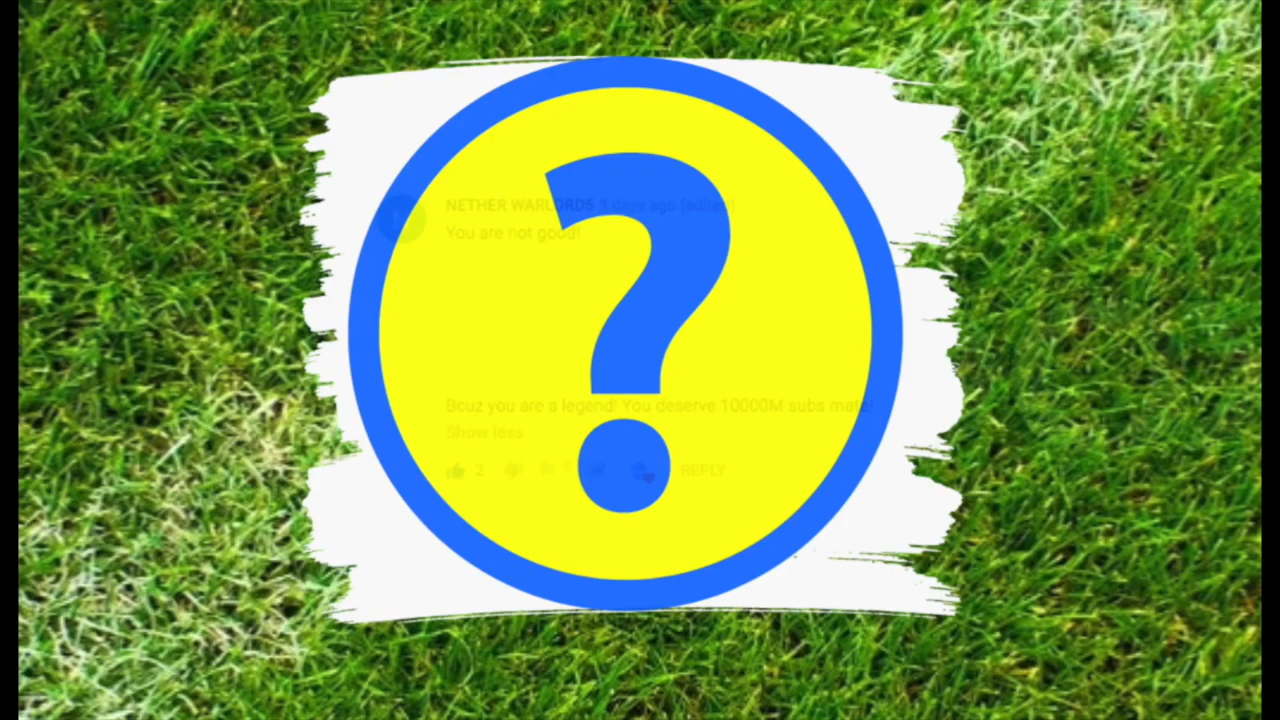 ?
NETHER WARLORDS 3 days ago (edited)
You are not good!
Bcuz you are a legend! You deserve 10000M subs mate!
Show less
2 REPLY